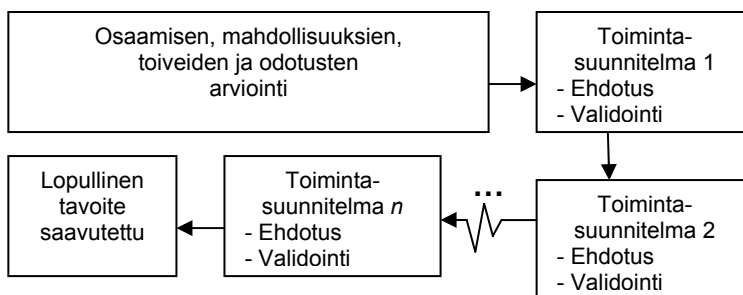 Osaamisen, mahdollisuuksien,
toiveiden ja odotusten
arviointi
Toiminta-
suunnitelma 1
- Ehdotus
- Validointi
Toiminta-
suunnitelma 2
- Ehdotus
- Validointi
...
Toiminta-
suunnitelma n
- Ehdotus
- Validointi
Lopullinen
tavoite
saavutettu